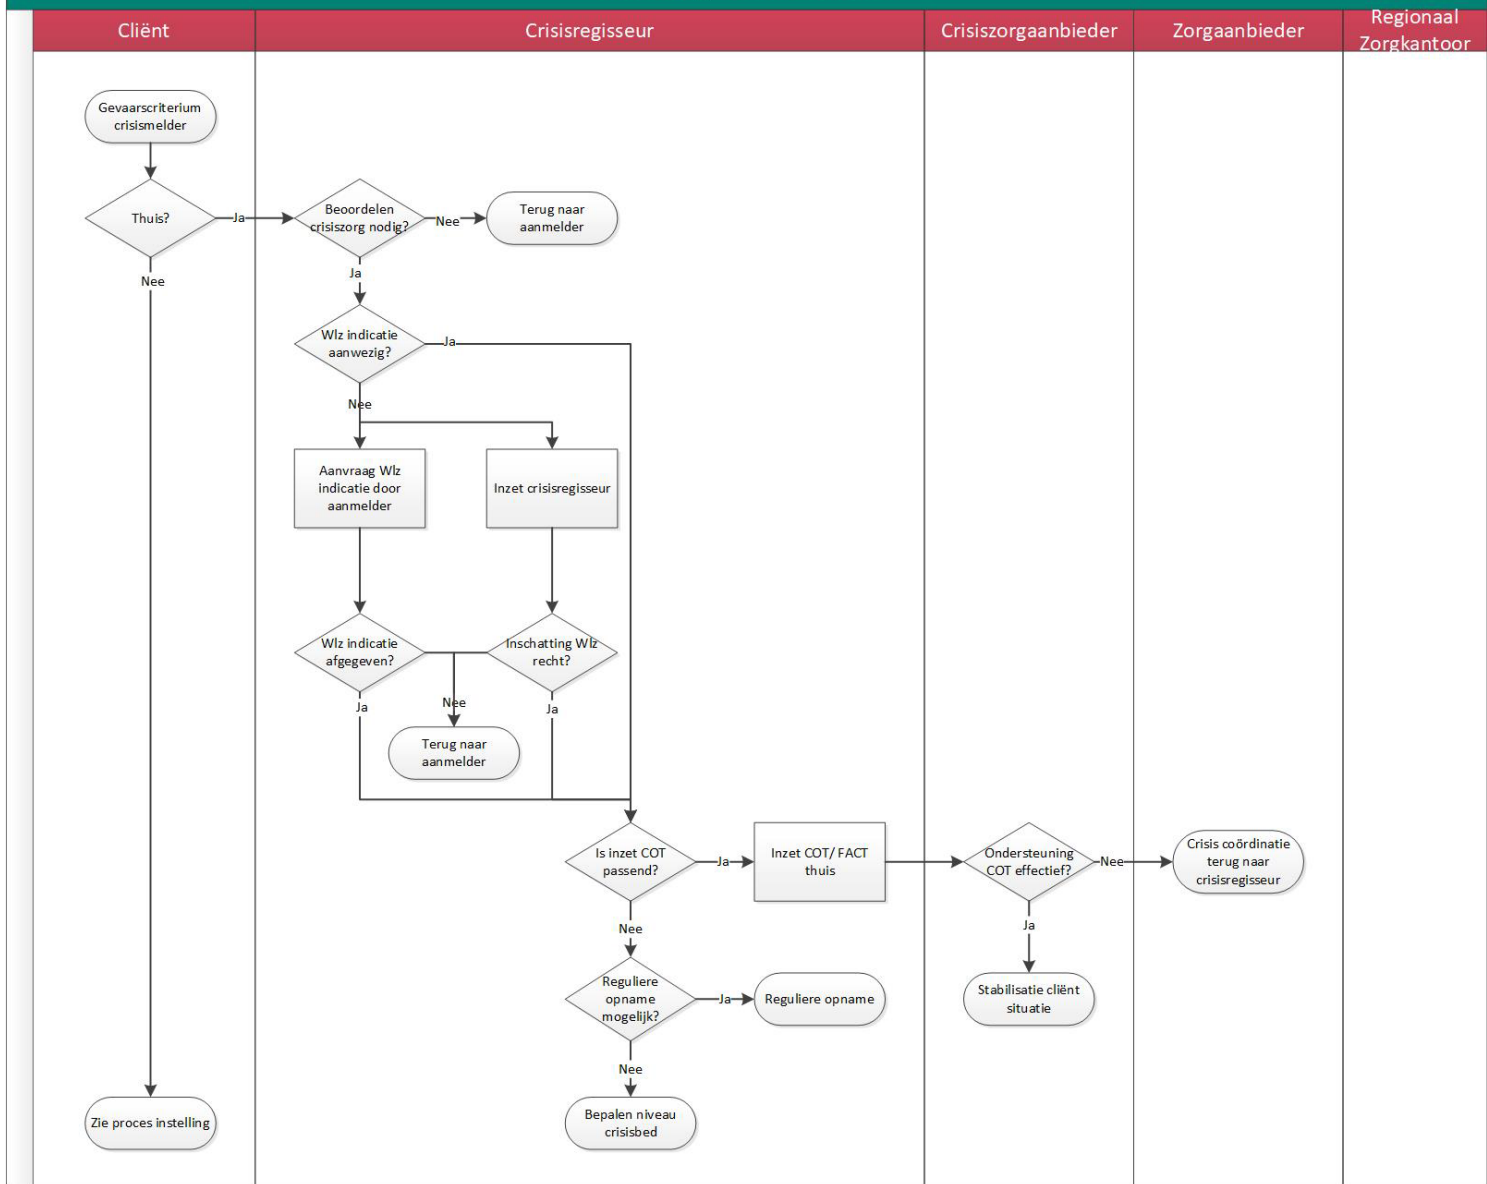 Cliënt
Crisisregisseur
Crisiszorgaanbieder
Zorgaanbieder
Regionaal
Zorgkantoor
Gevaarscriterium
crisismelder
Thuis?
Ja
Beoordelen
crisiszorg nodig?
Nee
Terug naar
aanmelder
Nee
Ja
Wlz indicatie
aanwezig?
Ja
Nee
Aanvraag Wlz
indicatie door
aanmelder
Inzet crisisregisseur
Wlz indicatie
afgegeven?
Inschatting Wlz
recht?
Ja
Nee
Ja
Terug naar
aanmelder
Is inzet COT
passend?
Ja
Inzet COT/ FACT
thuis
Ondersteuning
COT effectief?
Nee
Crisis coördinatie
terug naar
crisisregisseur
Nee
Ja
Reguliere
opname
mogelijk?
Ja
Reguliere opname
Stabilisatie cliënt
situatie
Nee
Zie proces instelling
Bepalen niveau
crisisbed